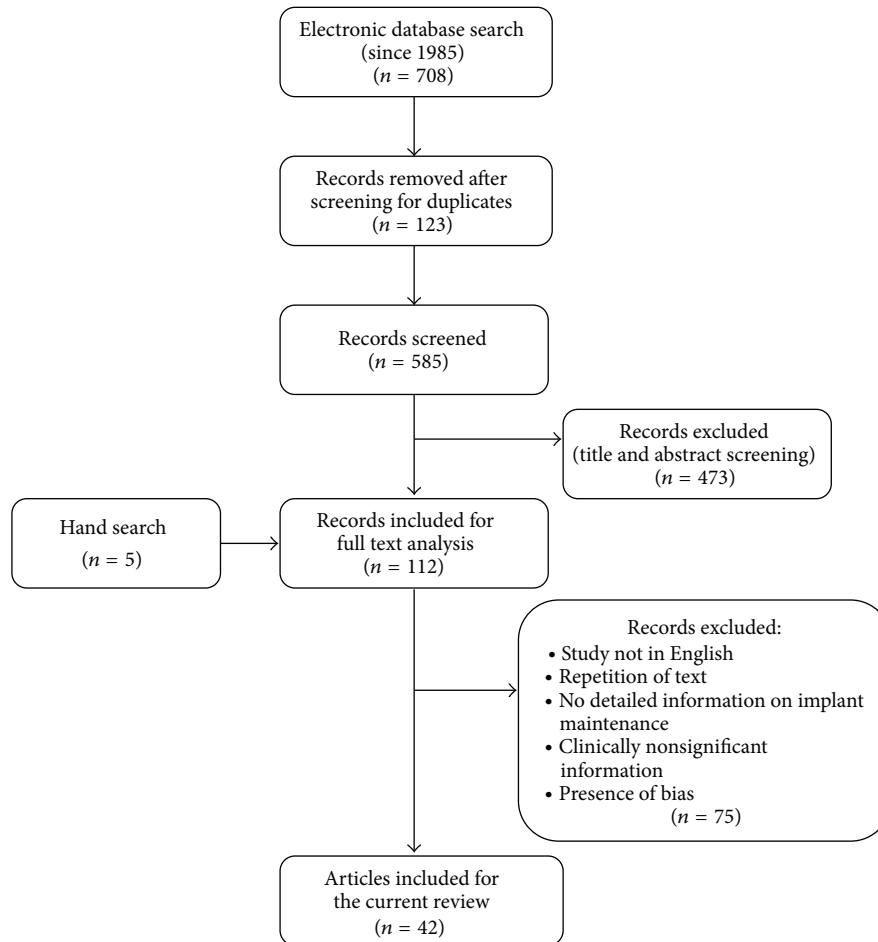 Electronic database search
(since 1985)
(n = 708)
Records removed after
screening for duplicates
(n = 123)
Records screened
(n = 585)
Records excluded
(title and abstract screening)
(n = 473)
Hand search
(n = 5)
Records included for
full text analysis
(n = 112)
Records excluded:
• Study not in English
• Repetition of text
• No detailed information on implant
maintenance
• Clinically nonsignificant
information
• Presence of bias
(n = 75)
Articles included for
the current review
(n = 42)